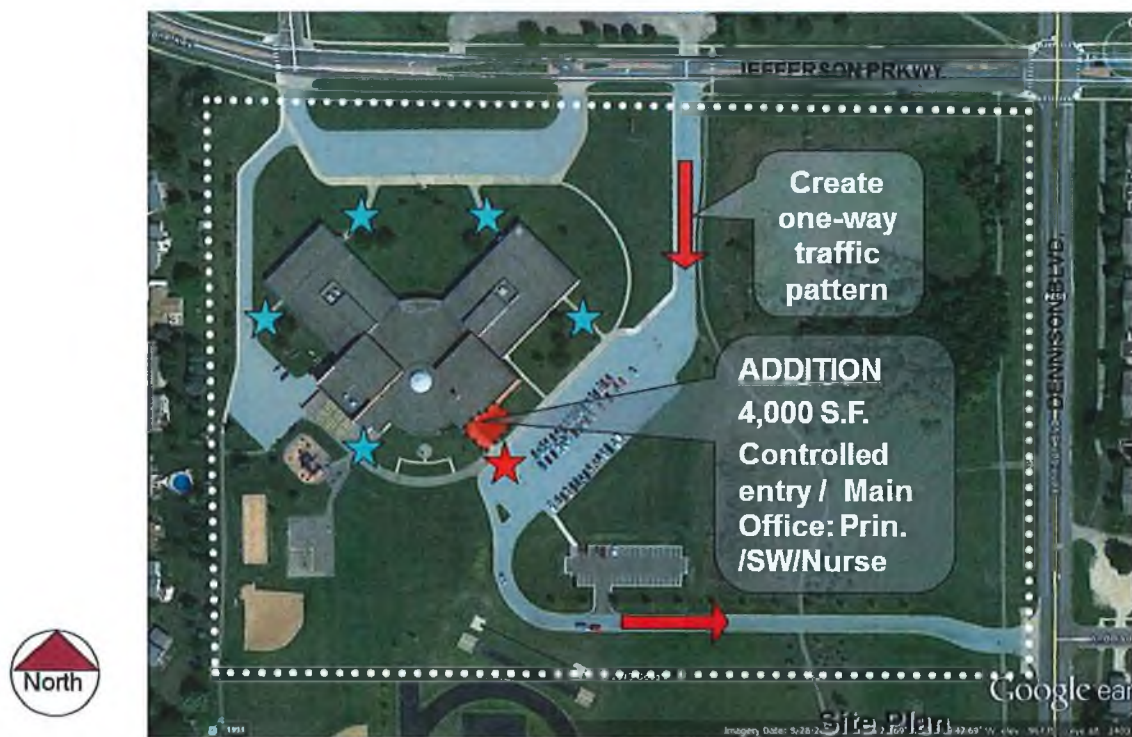 JEFFERSON PRKWY.
Create
one-way
traffic
pattern
DENNISON BLVD.
ADDITION
4,000 S.F.
Controlled
entry / Main
Office: Prin.
/SW/Nurse
North
Google ear
Site Plan
1991